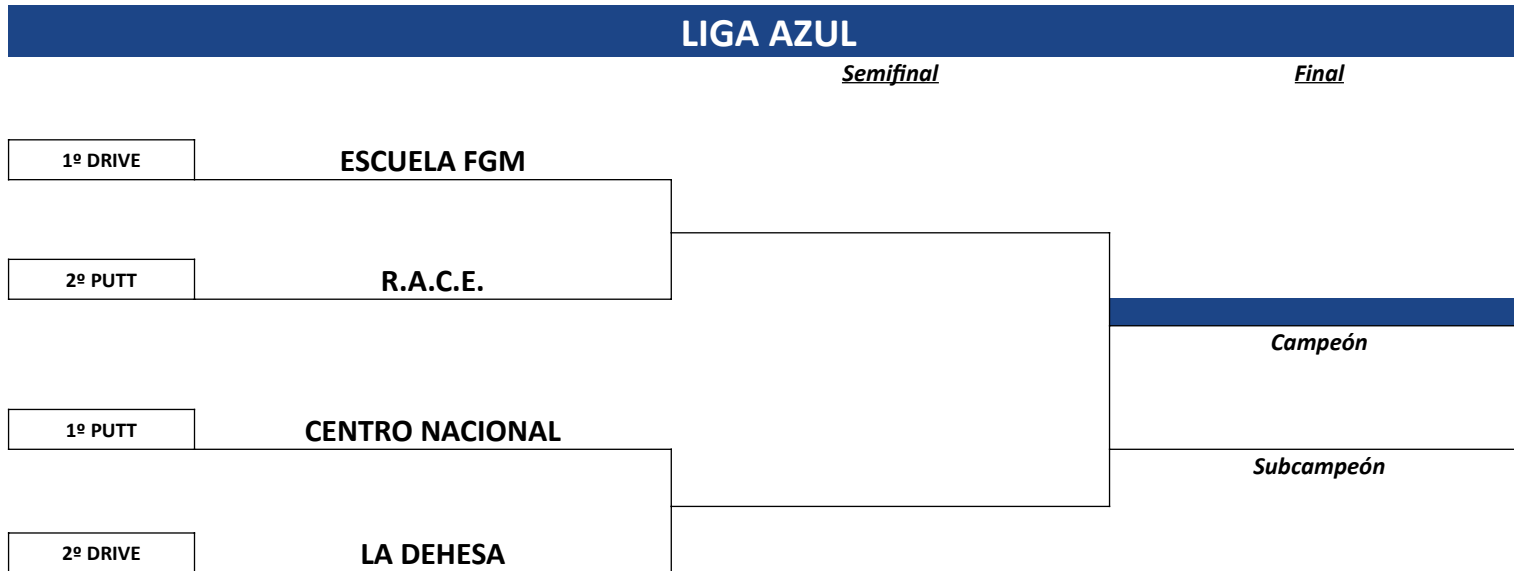 LIGA AZUL
Semifinal Final
1º DRIVE ESCUELA FGM
2º PUTT R.A.C.E.
Campeón
1º PUTT CENTRO NACIONAL
Subcampeón
2º DRIVE LA DEHESA